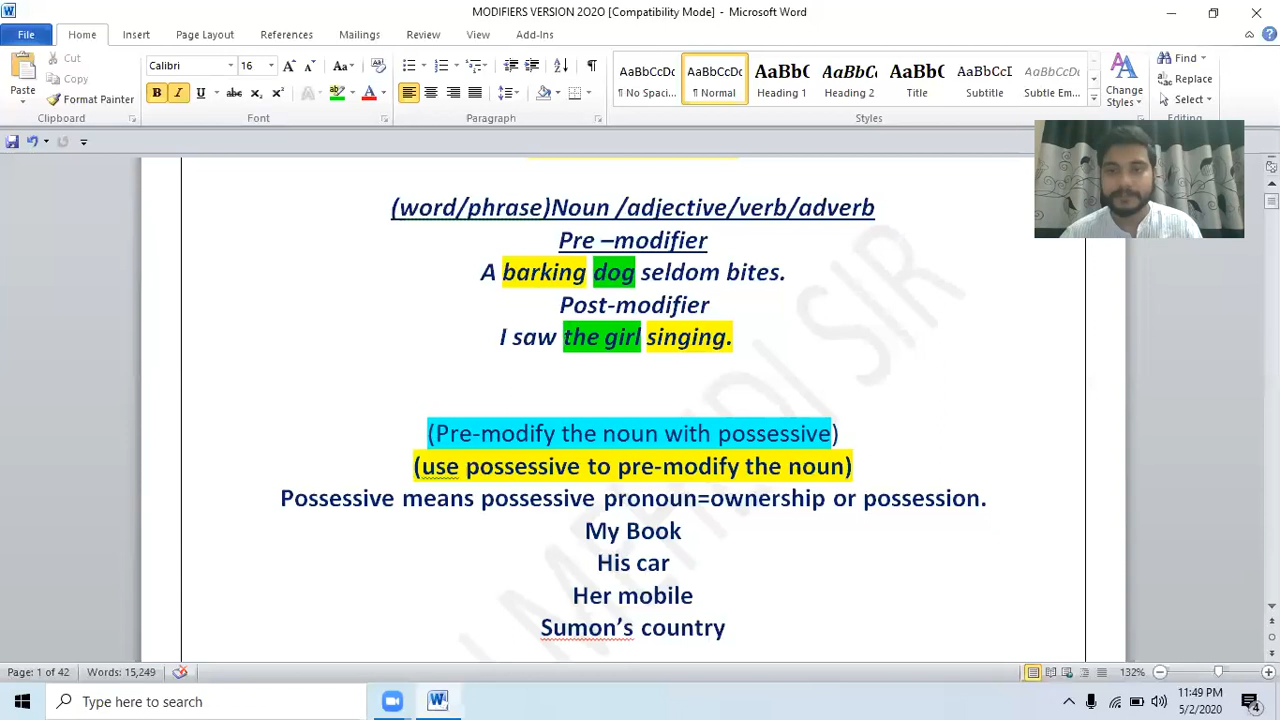 MODIFIERS VERSION 2O2O [Compatibility Mode] - Microsoft Word
File Home Insert Page Layout References Mailings Review View Add-Ins
Cut
Copy
Format Painter
Paste
Clipboard
Calibri 16
Font
Paragraph
AaBbCcDc AaBbCcDc AaBbC AaBbCc AaBbC AaBbCcD AaBbCcDc
¶ No Spaci... ¶ Normal Heading 1 Heading 2 Title Subtitle Subtle Em...
Styles
Change Styles
Find
Replace
Select
Editing
(word/phrase)Noun /adjective/verb/adverb
Pre –modifier
A barking dog seldom bites.
Post-modifier
I saw the girl singing.
(Pre-modify the noun with possessive)
(use possessive to pre-modify the noun)
Possessive means possessive pronoun=ownership or possession.
My Book
His car
Her mobile
Sumon’s country
Page: 1 of 42 Words: 15,249 132%
Type here to search
11:49 PM
5/2/2020
4